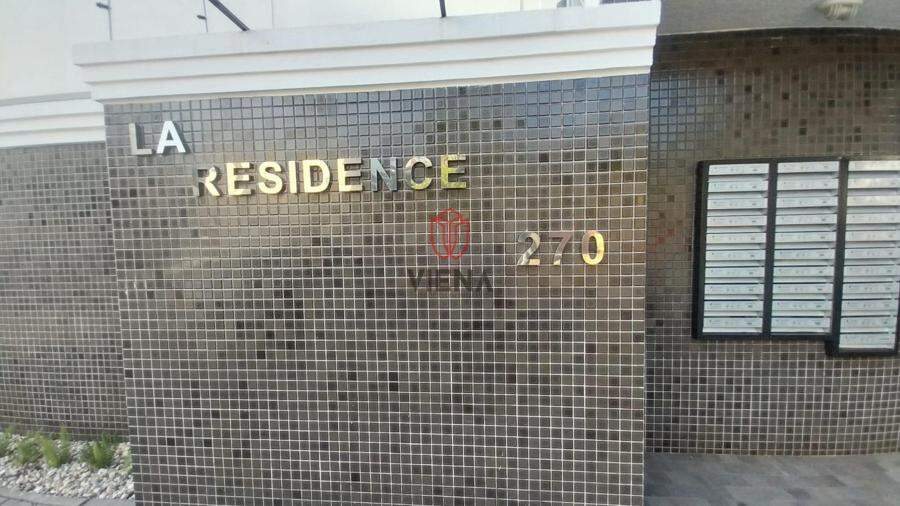 LA
RESIDENCE
270
VIENA